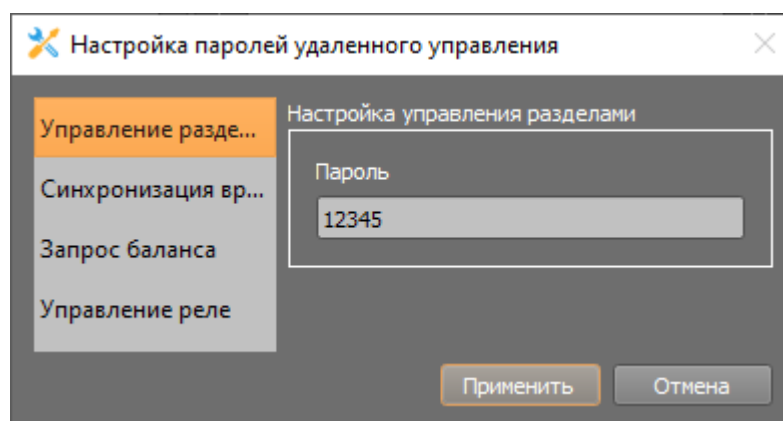 Настройка паролей удаленного управления
Управление разде...
Синхронизация вр...
Запрос баланса
Управление реле
Настройка управления разделами
Пароль
12345
Применить
Отмена